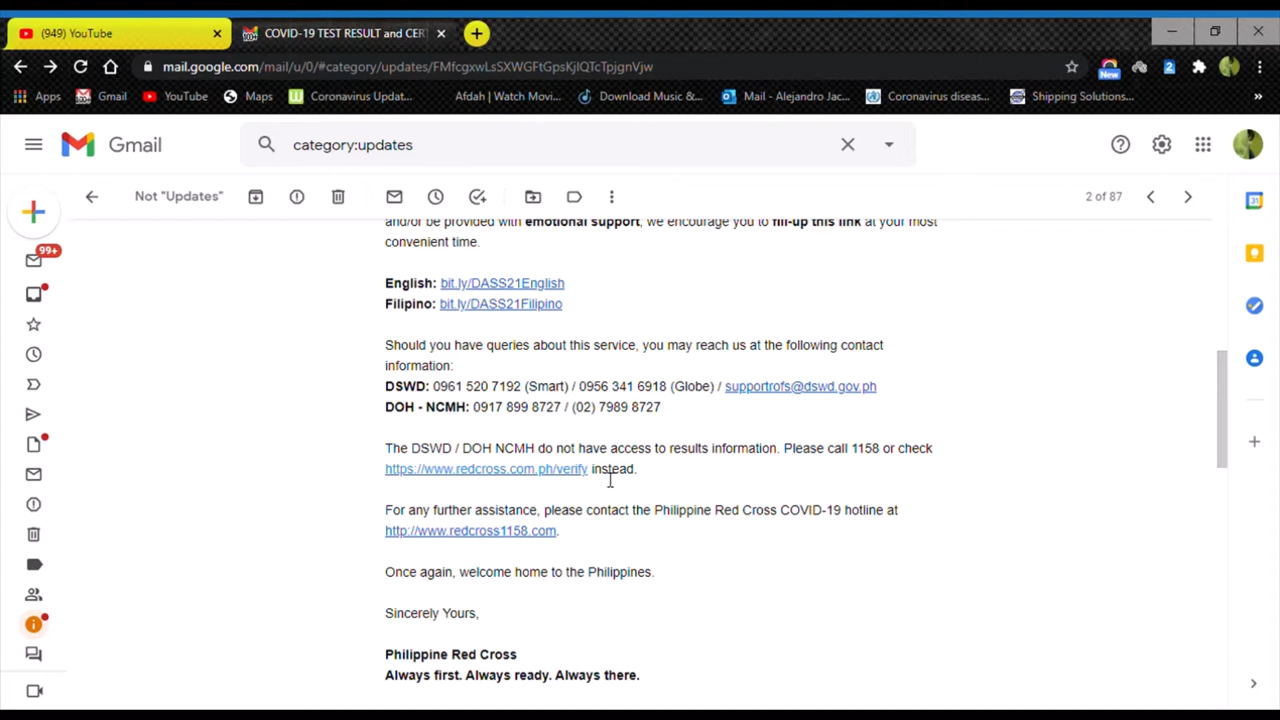 (949) YouTube
COVID-19 TEST RESULT and CER
mail.google.com/mail/u/0/#category/updates/FMfcgxwLsSXWGFtGpsKjlQTcTpjgnVjw
New
2
Apps
Gmail
YouTube
Maps
Coronavirus Updat...
Afdah | Watch Movi...
Download Music &...
Mail - Alejandro Jac...
Coronavirus diseas...
Shipping Solutions...
»
Gmail
category:updates
Not "Updates"
2 of 87
99+
31
and/or be provided with emotional support, we encourage you to fill-up this link at your most
convenient time.
English: bit.ly/DASS21English
Filipino: bit.ly/DASS21Filipino
Should you have queries about this service, you may reach us at the following contact
information:
DSWD: 0961 520 7192 (Smart) / 0956 341 6918 (Globe) / supportrofs@dswd.gov.ph
DOH - NCMH: 0917 899 8727 / (02) 7989 8727
The DSWD / DOH NCMH do not have access to results information. Please call 1158 or check
https://www.redcross.com.ph/verify instead.
For any further assistance, please contact the Philippine Red Cross COVID-19 hotline at
http://www.redcross1158.com.
Once again, welcome home to the Philippines.
Sincerely Yours,
Philippine Red Cross
Always first. Always ready. Always there.